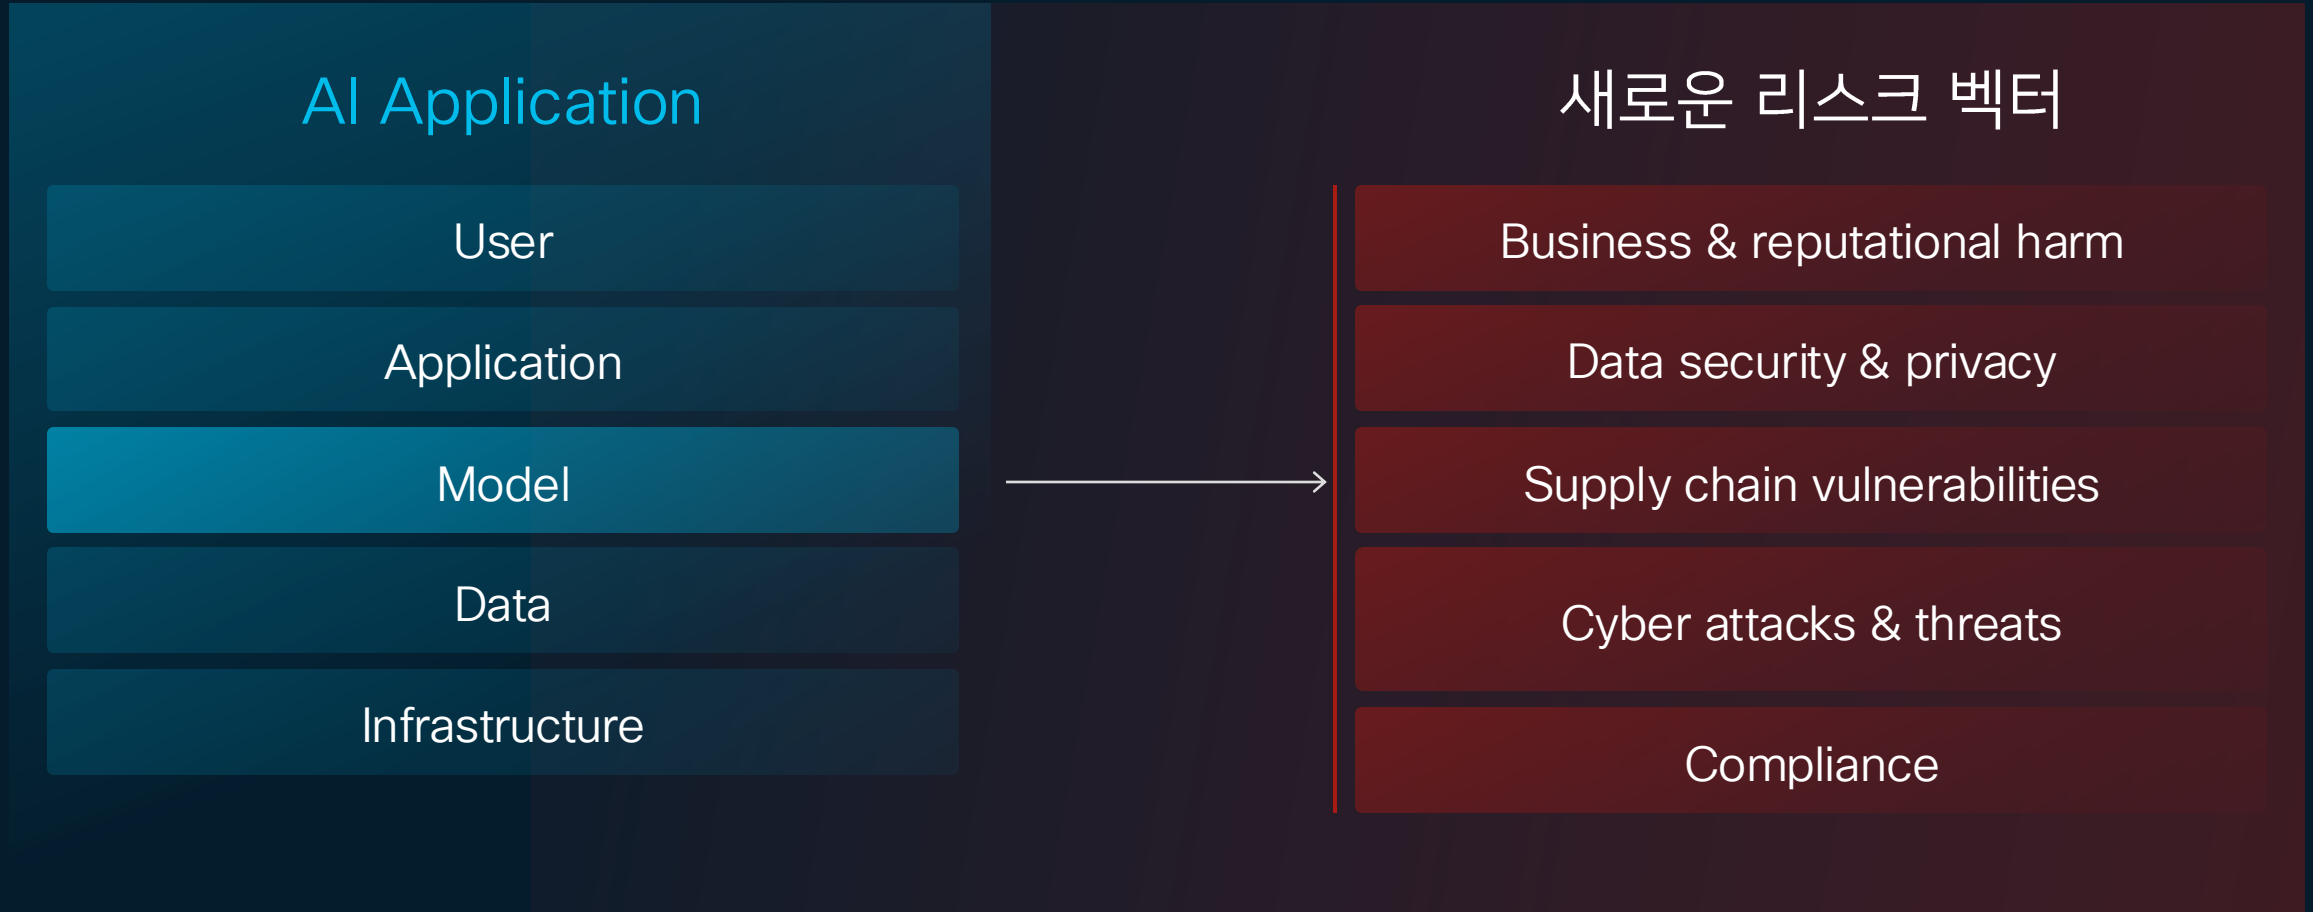 AI Application
User
Application
Model
Data
Infrastructure
새로운 리스크 벡터
Business & reputational harm
Data security & privacy
Supply chain vulnerabilities
Cyber attacks & threats
Compliance